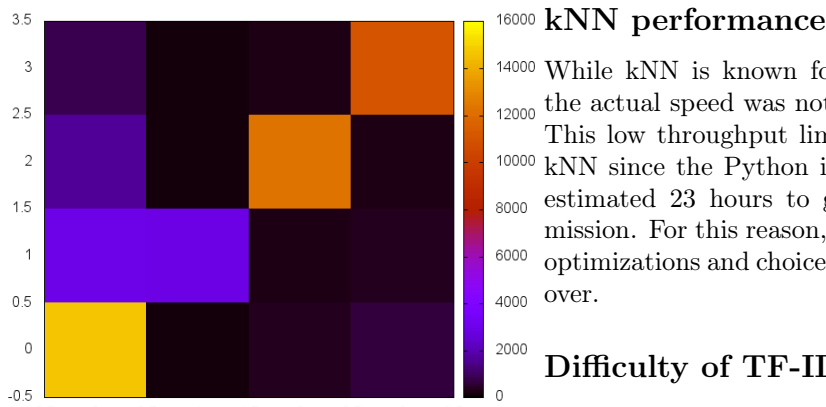 3.5
3
2.5
2
1.5
1
0.5
0
-0.5
16000
14000
12000
10000
8000
6000
4000
2000
0
kNN performance
While kNN is known fo
the actual speed was not
This low throughput lin
kNN since the Python i
estimated 23 hours to g
mission. For this reason,
optimizations and choice
over.
Difficulty of TF-II